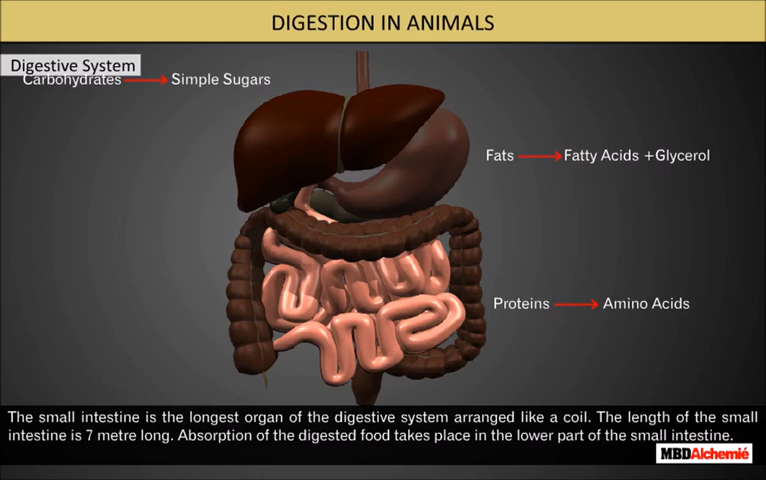 DIGESTION IN ANIMALS
Digestive System
Carbohydrates Simple Sugars
Fats Fatty Acids +Glycerol
Proteins Amino Acids
The small intestine is the longest organ of the digestive system arranged like a coil. The length of the small
intestine is 7 metre long. Absorption of the digested food takes place in the lower part of the small intestine.
MBDAlchemié